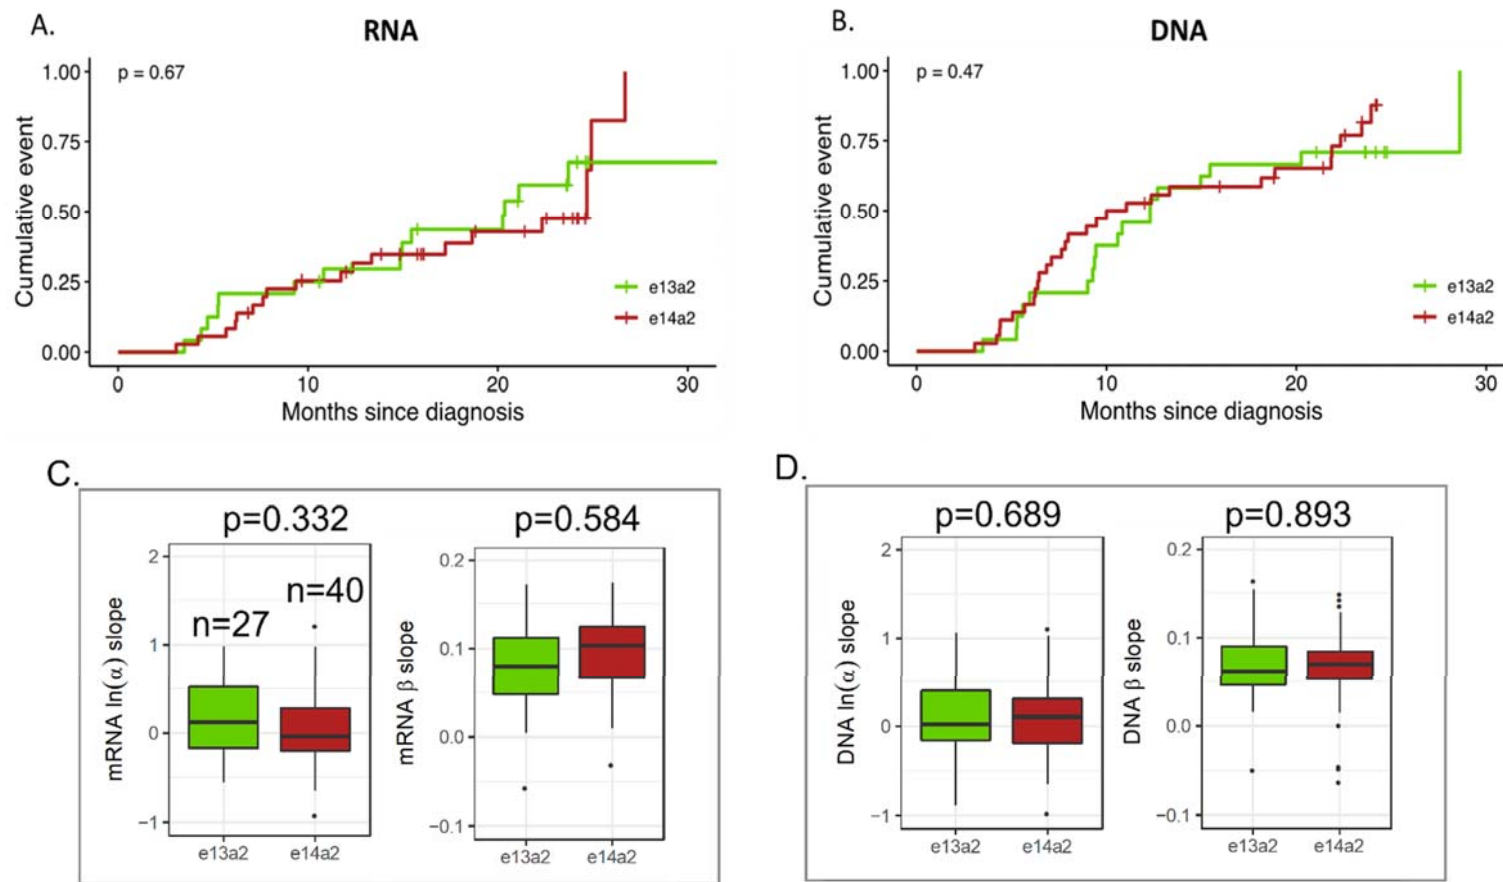 A.
RNA
p = 0.67
1.00
0.75
0.50
0.25
0.00
Cumulative event
e13a2
e14a2
0
10
20
30
Months since diagnosis
B.
DNA
p = 0.47
1.00
0.75
0.50
0.25
0.00
Cumulative event
e13a2
e14a2
0
10
20
30
Months since diagnosis
C.
p=0.332
n=27
n=40
2
1
0
−1
mRNA ln(α) slope
e13a2
e14a2
p=0.584
0.2
0.1
0.0
−0.1
mRNA β slope
e13a2
e14a2
D.
p=0.689
2
1
0
−1
DNA ln(α) slope
e13a2
e14a2
p=0.893
0.2
0.1
0.0
−0.1
DNA β slope
e13a2
e14a2